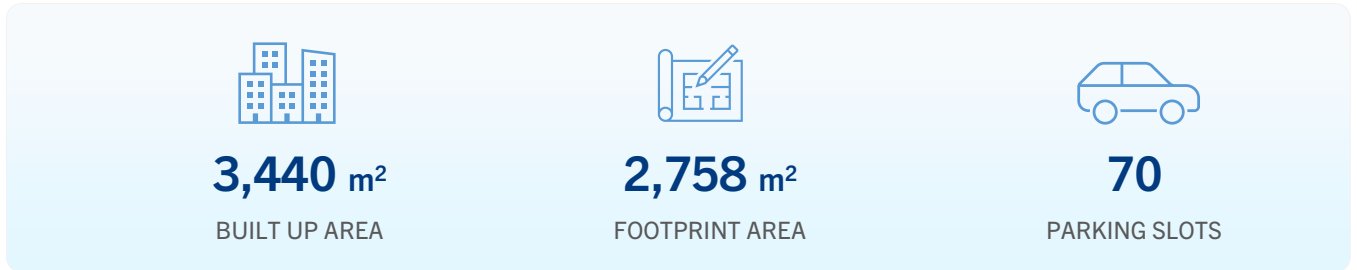 3,440 m² 2,758 m² 70
BUILT UP AREA FOOTPRINT AREA PARKING SLOTS